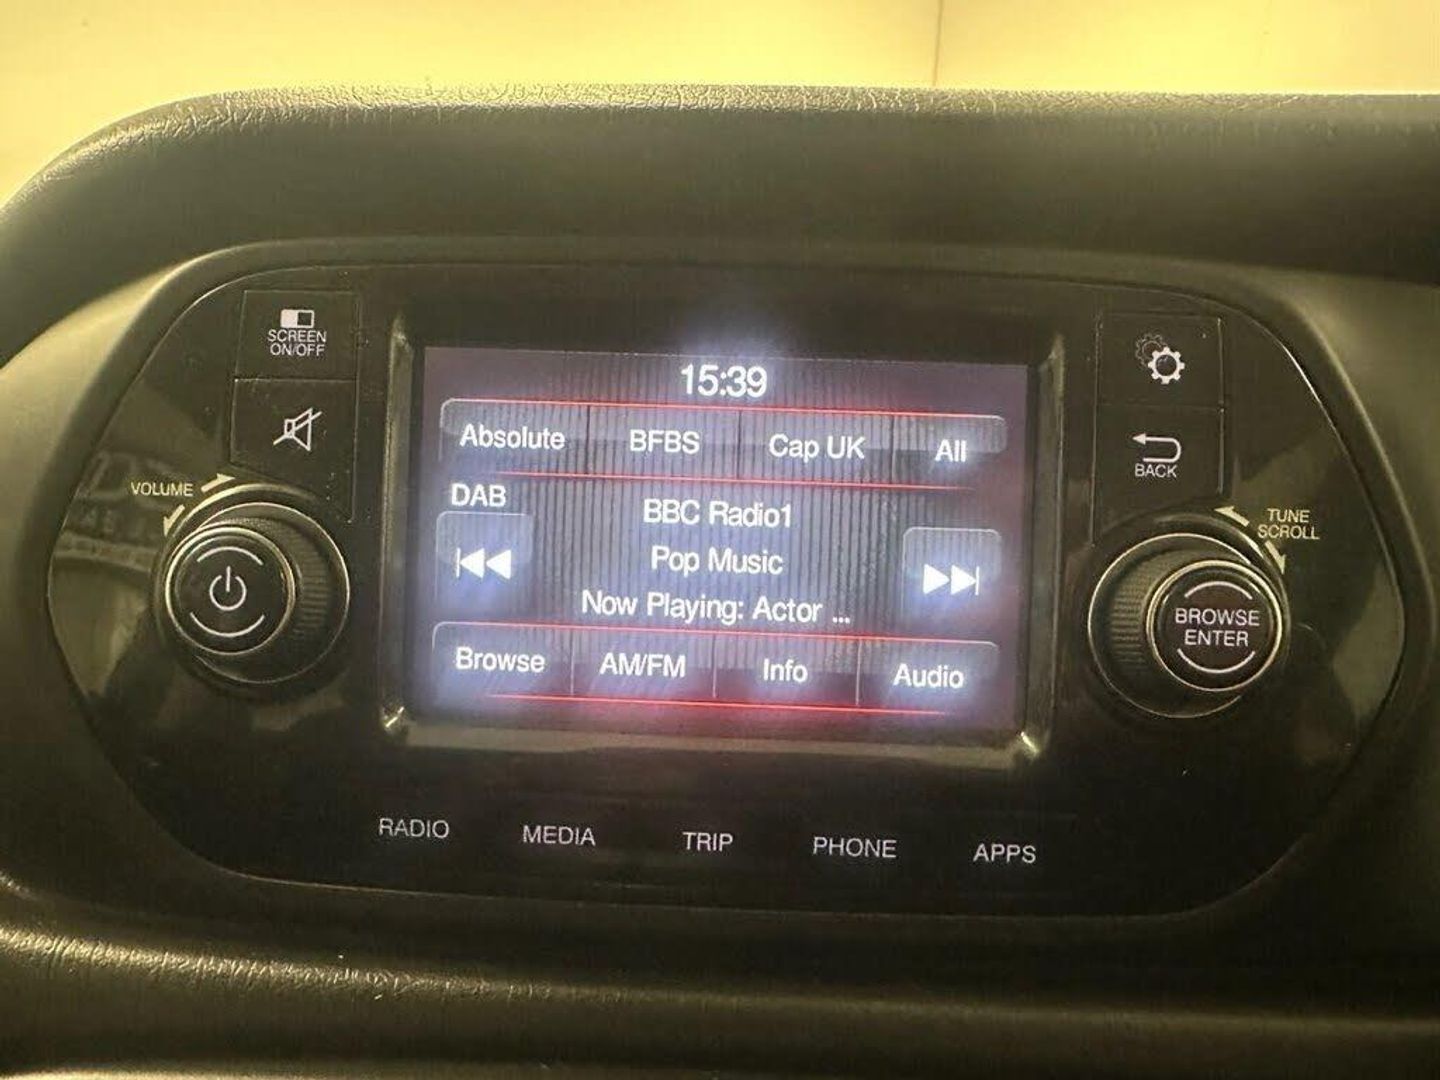 SCREEN
ON/OFF
VOLUME
15:39
Absolute BFBS Cap UK All
DAB
BBC Radio1
Pop Music
Now Playing: Actor ...
Browse AM/FM Info Audio
BACK
TUNE
SCROLL
BROWSE
ENTER
RADIO MEDIA TRIP PHONE APPS